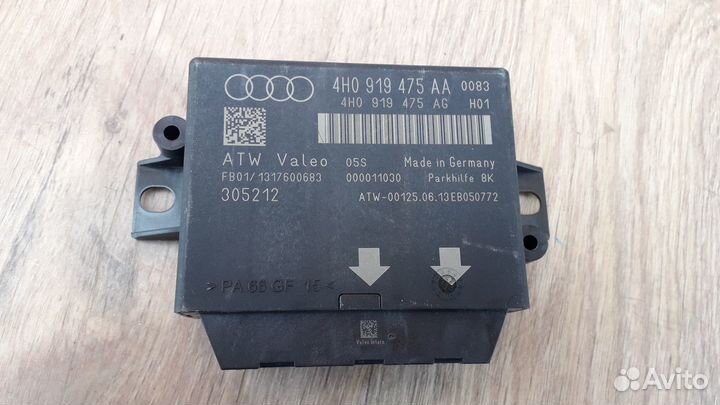 4H0 919 475 AA 0083
4H0 919 475 AG H01
ATW Valeo 05S Made in Germany
FB01/1317600683 000011030 Parkhilfe 8K
305212 ATW-00125.06.13EB050772
>PA 66 GF 15<
Avito